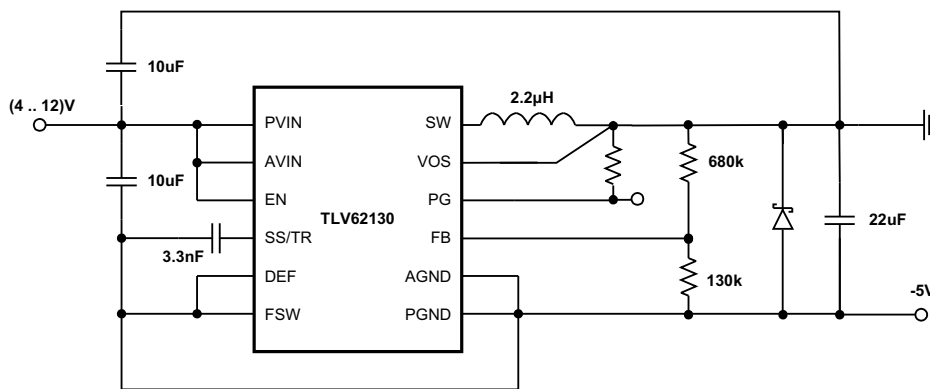 10uF
(4 .. 12)V
10uF
3.3nF
PVIN
AVIN
EN
SS/TR
DEF
FSW
TLV62130
SW
VOS
PG
FB
AGND
PGND
2.2µH
680k
130k
22uF
-5V